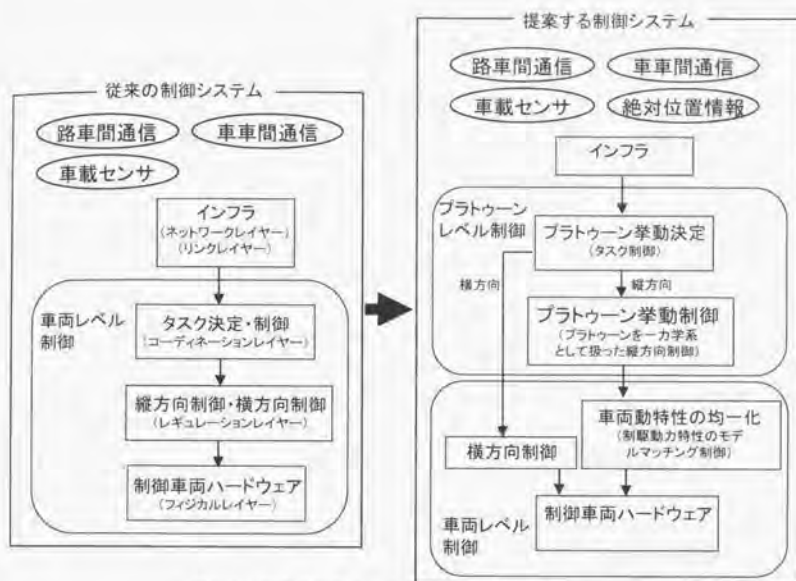 従来の制御システム
路車間通信
車車間通信
車載センサ
インフラ
(ネットワークレイヤー)
(リンクレイヤー)
車両レベル
制御
タスク決定・制御
(コーディネーションレイヤー)
縦方向制御・横方向制御
(レギュレーションレイヤー)
制御車両ハードウェア
(フィジカルレイヤー)
提案する制御システム
路車間通信
車車間通信
車載センサ
絶対位置情報
インフラ
プラトゥーン
レベル制御
プラトゥーン挙動決定
(タスク制御)
横方向
縦方向
プラトゥーン挙動制御
(プラトゥーンを一力学系
として扱った縦方向制御)
車両動特性の均一化
(制駆動力特性のモデ
ルマッチング制御)
横方向制御
制御車両ハードウェア
車両レベル
制御